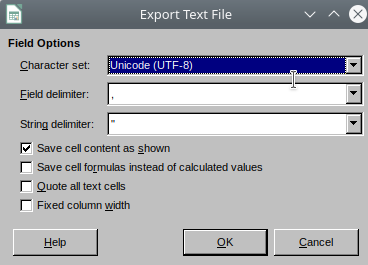 Export Text File
Field Options
Character set: Unicode (UTF-8)
Field delimiter: ,
String delimiter: "
Save cell content as shown
Save cell formulas instead of calculated values
Quote all text cells
Fixed column width
Help OK Cancel